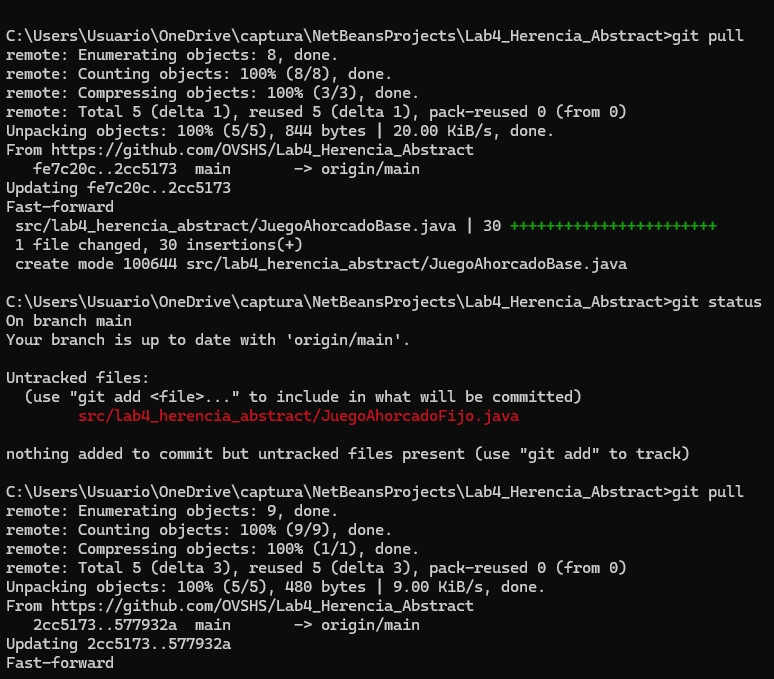 C:\Users\Usuario\OneDrive\captura\NetBeansProjects\Lab4_Herencia_Abstract>git pull
remote: Enumerating objects: 8, done.
remote: Counting objects: 100% (8/8), done.
remote: Compressing objects: 100% (3/3), done.
remote: Total 5 (delta 1), reused 5 (delta 1), pack-reused 0 (from 0)
Unpacking objects: 100% (5/5), 844 bytes | 20.00 KiB/s, done.
From https://github.com/OVSHS/Lab4_Herencia_Abstract
   fe7c20c..2cc5173  main       -> origin/main
Updating fe7c20c..2cc5173
Fast-forward
 src/lab4_herencia_abstract/JuegoAhorcadoBase.java | 30 +++++++++++++++++++++++
 1 file changed, 30 insertions(+)
 create mode 100644 src/lab4_herencia_abstract/JuegoAhorcadoBase.java

C:\Users\Usuario\OneDrive\captura\NetBeansProjects\Lab4_Herencia_Abstract>git status
On branch main
Your branch is up to date with 'origin/main'.

Untracked files:
  (use "git add <file>..." to include in what will be committed)
        src/lab4_herencia_abstract/JuegoAhorcadoFijo.java

nothing added to commit but untracked files present (use "git add" to track)

C:\Users\Usuario\OneDrive\captura\NetBeansProjects\Lab4_Herencia_Abstract>git pull
remote: Enumerating objects: 9, done.
remote: Counting objects: 100% (9/9), done.
remote: Compressing objects: 100% (1/1), done.
remote: Total 5 (delta 3), reused 5 (delta 3), pack-reused 0 (from 0)
Unpacking objects: 100% (5/5), 480 bytes | 9.00 KiB/s, done.
From https://github.com/OVSHS/Lab4_Herencia_Abstract
   2cc5173..577932a  main       -> origin/main
Updating 2cc5173..577932a
Fast-forward